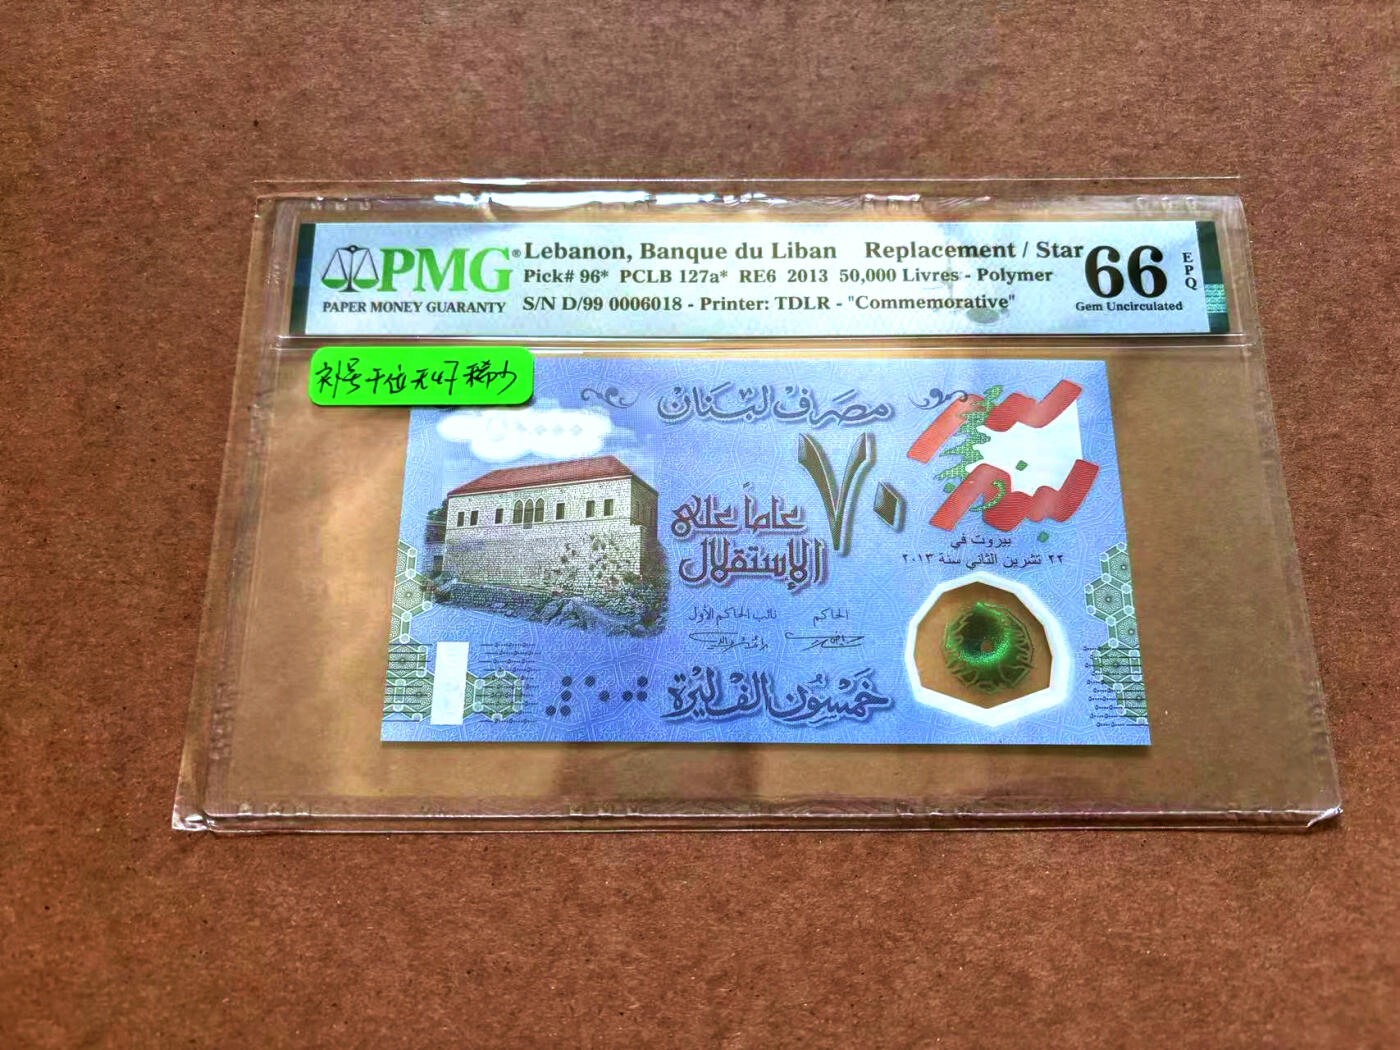 PMG®
PAPER MONEY GUARANTY
Lebanon, Banque du Liban Replacement / Star
Pick# 96* PCLB 127a* RE6 2013 50,000 Livres - Polymer
S/N D/99 0006018 - Printer: TDLR - "Commemorative"
66
EPQ
Gem Uncirculated
补号千位无47稀少
مصرف لبنان
٧٠
عاماً على
الإستقلال
بيروت في
٢٢ تشرين الثاني سنة ٢٠١٣
الحاكم
نائب الحاكم الأول
خمسون الف ليرة